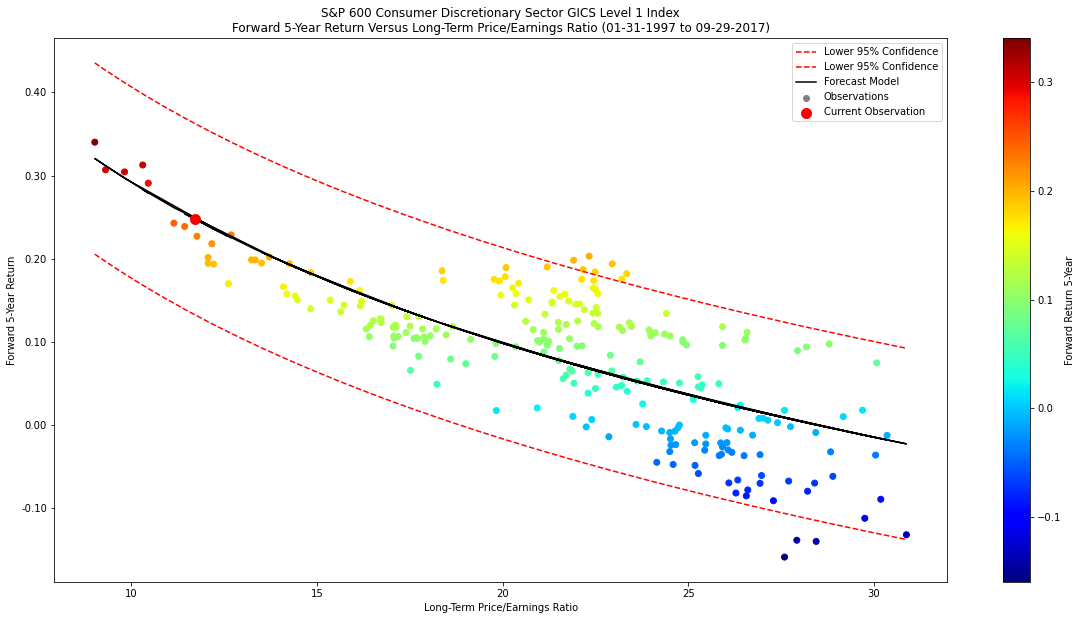 S&P 600 Consumer Discretionary Sector GICS Level 1 Index
Forward 5-Year Return Versus Long-Term Price/Earnings Ratio (01-31-1997 to 09-29-2017)
Lower 95% Confidence
Lower 95% Confidence
Forecast Model
Observations
Current Observation
Forward 5-Year Return
0.40
0.30
0.20
0.10
0.00
-0.10
10
15
20
25
30
Long-Term Price/Earnings Ratio
0.3
0.2
0.1
0.0
−0.1
Forward Return 5-Year